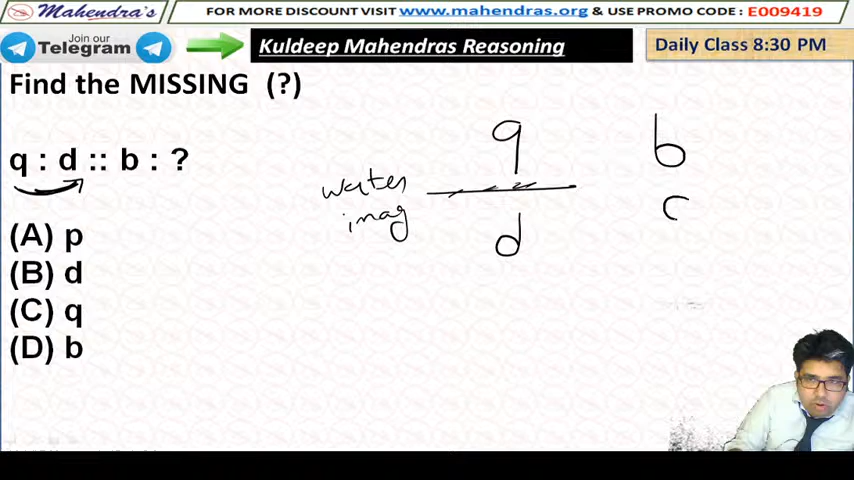 Mahendra's
FOR MORE DISCOUNT VISIT www.mahendras.org & USE PROMO CODE : E009419
Join our
Telegram
Kuldeep Mahendras Reasoning
Daily Class 8:30 PM
Find the MISSING (?)
q : d :: b : ?
(A) p
(B) d
(C) q
(D) b
q b
water
imag
d